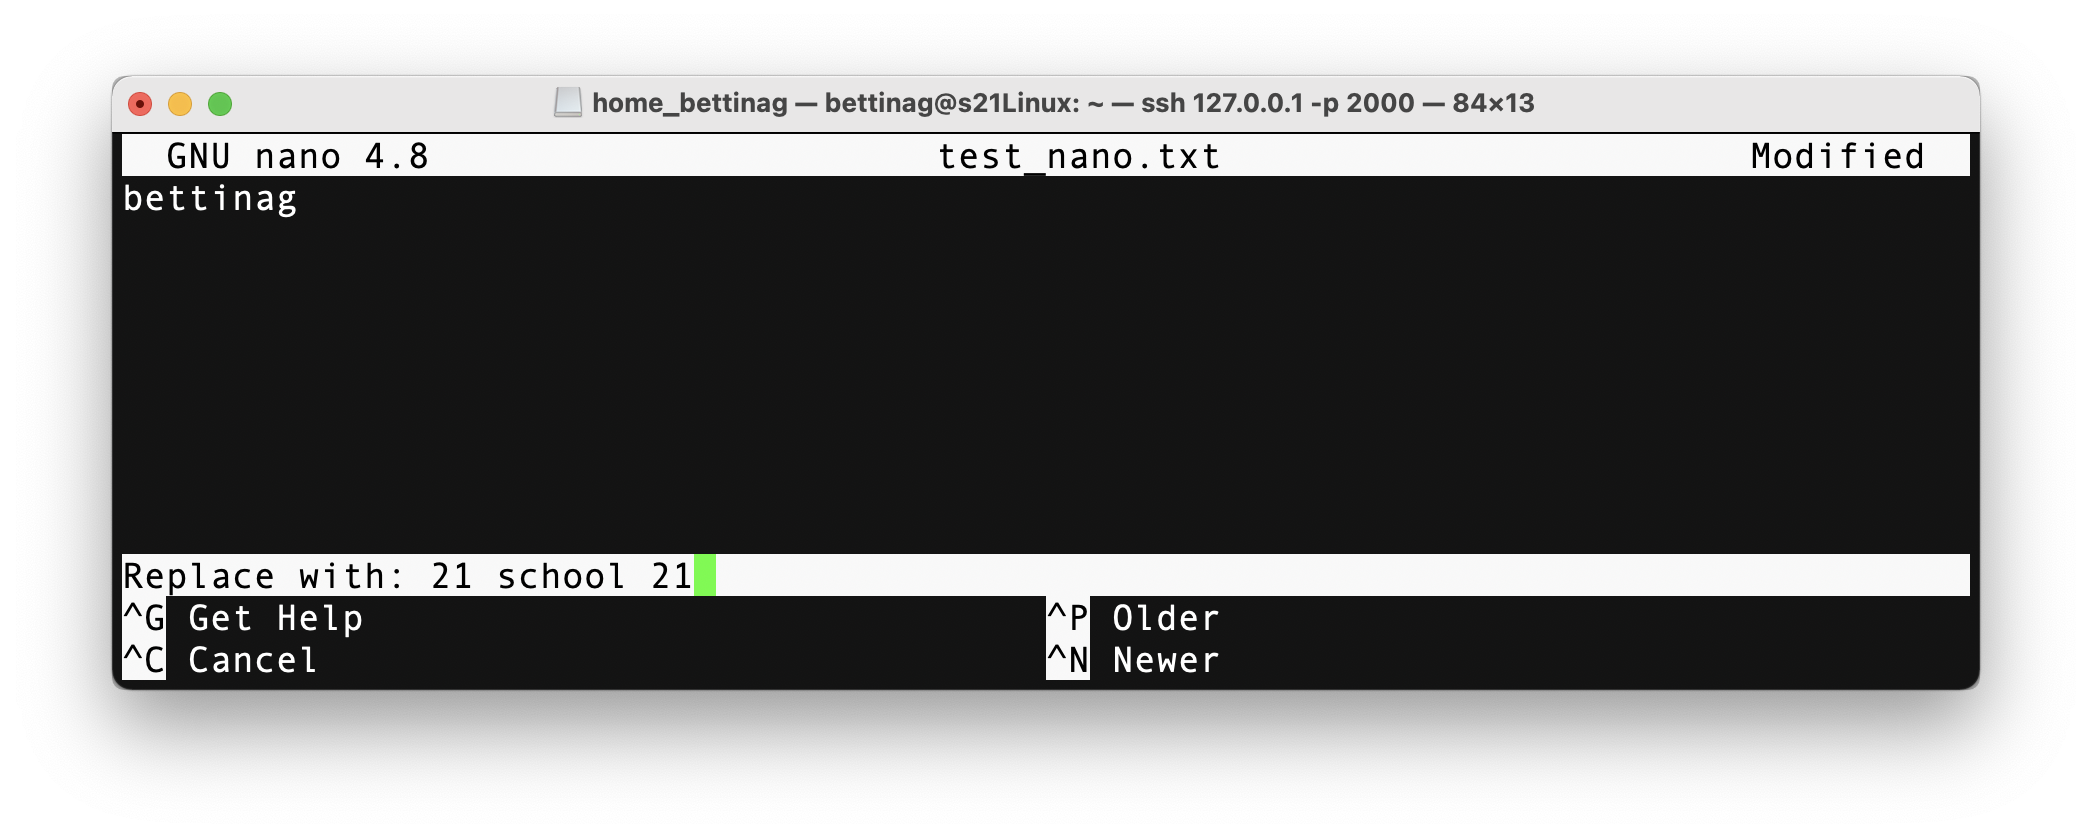 home_bettinag — bettinag@s21Linux: ~ — ssh 127.0.0.1 -p 2000 — 84×13
GNU nano 4.8 test_nano.txt Modified
bettinag
Replace with: 21 school 21
^G Get Help ^P Older
^C Cancel ^N Newer